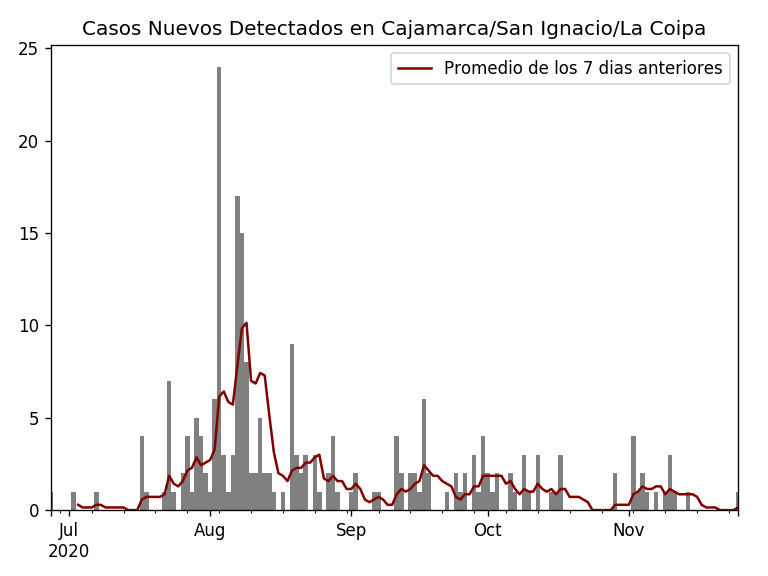 Casos Nuevos Detectados en Cajamarca/San Ignacio/La Coipa
Promedio de los 7 dias anteriores
25
20
15
10
5
0
Jul Aug Sep Oct Nov
2020